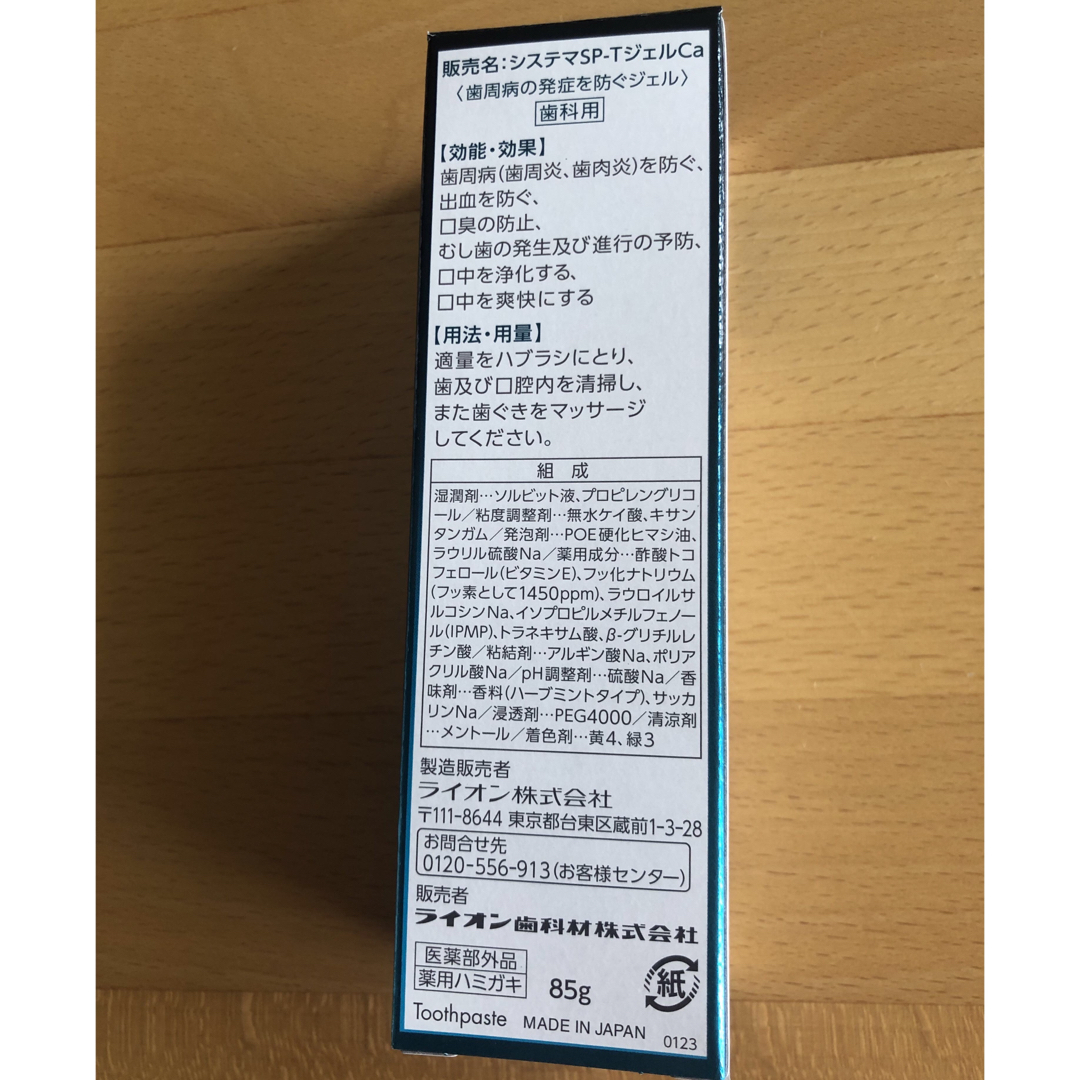 販売名:システマSP-TジェルCa
〈歯周病の発症を防ぐジェル〉
歯科用
【効能・効果】
歯周病(歯周炎、歯肉炎)を防ぐ、
出血を防ぐ、
口臭の防止、
むし歯の発生及び進行の予防、
口中を浄化する、
口中を爽快にする
【用法・用量】
適量をハブラシにとり、
歯及び口腔内を清掃し、
また歯ぐきをマッサージ
してください。
組 成
湿潤剤…ソルビット液、プロピレングリコ
ール/粘度調整剤…無水ケイ酸、キサン
タンガム/発泡剤…POE硬化ヒマシ油、
ラウリル硫酸Na/薬用成分…酢酸トコ
フェロール(ビタミンE)、フッ化ナトリウム
(フッ素として1450ppm)、ラウロイルサ
ルコシンNa、イソプロピルメチルフェノー
ル(IPMP)、トラネキサム酸、β-グリチルレ
チン酸/粘結剤…アルギン酸Na、ポリア
クリル酸Na/pH調整剤…硫酸Na/香
味剤…香料(ハーブミントタイプ)、サッカ
リンNa/浸透剤…PEG4000/清涼剤
…メントール/着色剤…黄4、緑3
製造販売者
ライオン株式会社
〒111-8644 東京都台東区蔵前1-3-28
お問合せ先
0120-556-913(お客様センター)
販売者
ライオン歯科材株式会社
医薬部外品
薬用ハミガキ
85g
紙
Toothpaste MADE IN JAPAN 0123